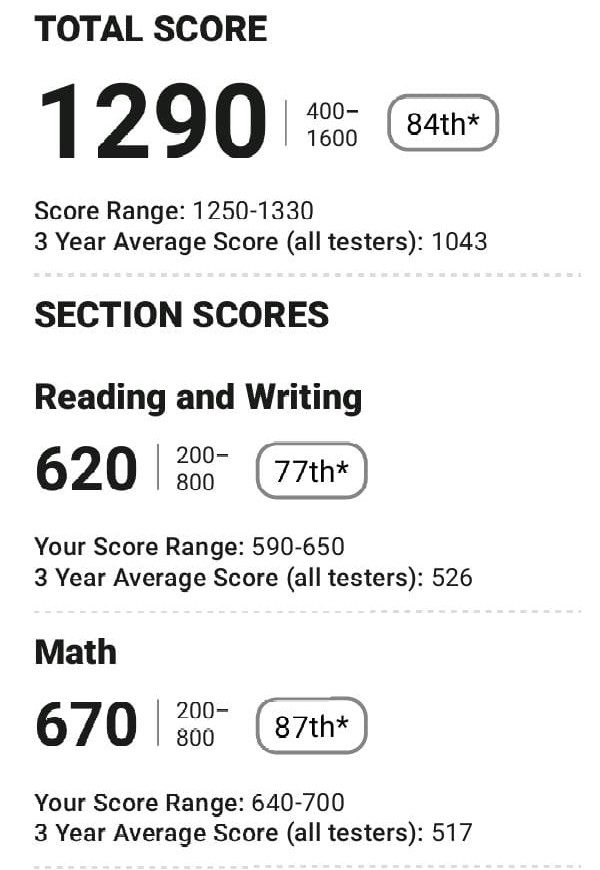 TOTAL SCORE
1290 400–
1600 84th*
Score Range: 1250-1330
3 Year Average Score (all testers): 1043
SECTION SCORES
Reading and Writing
620 200–
800 77th*
Your Score Range: 590-650
3 Year Average Score (all testers): 526
Math
670 200–
800 87th*
Your Score Range: 640-700
3 Year Average Score (all testers): 517